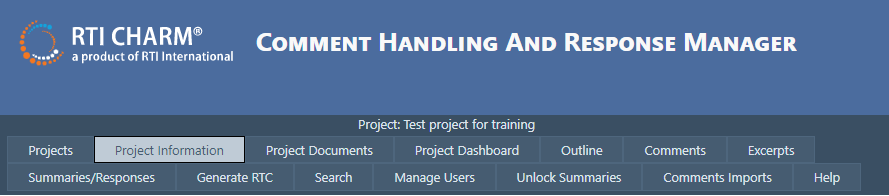 RTI CHARM®
a product of RTI International
COMMENT HANDLING AND RESPONSE MANAGER
Project: Test project for training
Projects Project Information Project Documents Project Dashboard Outline Comments Excerpts
Summaries/Responses Generate RTC Search Manage Users Unlock Summaries Comments Imports Help